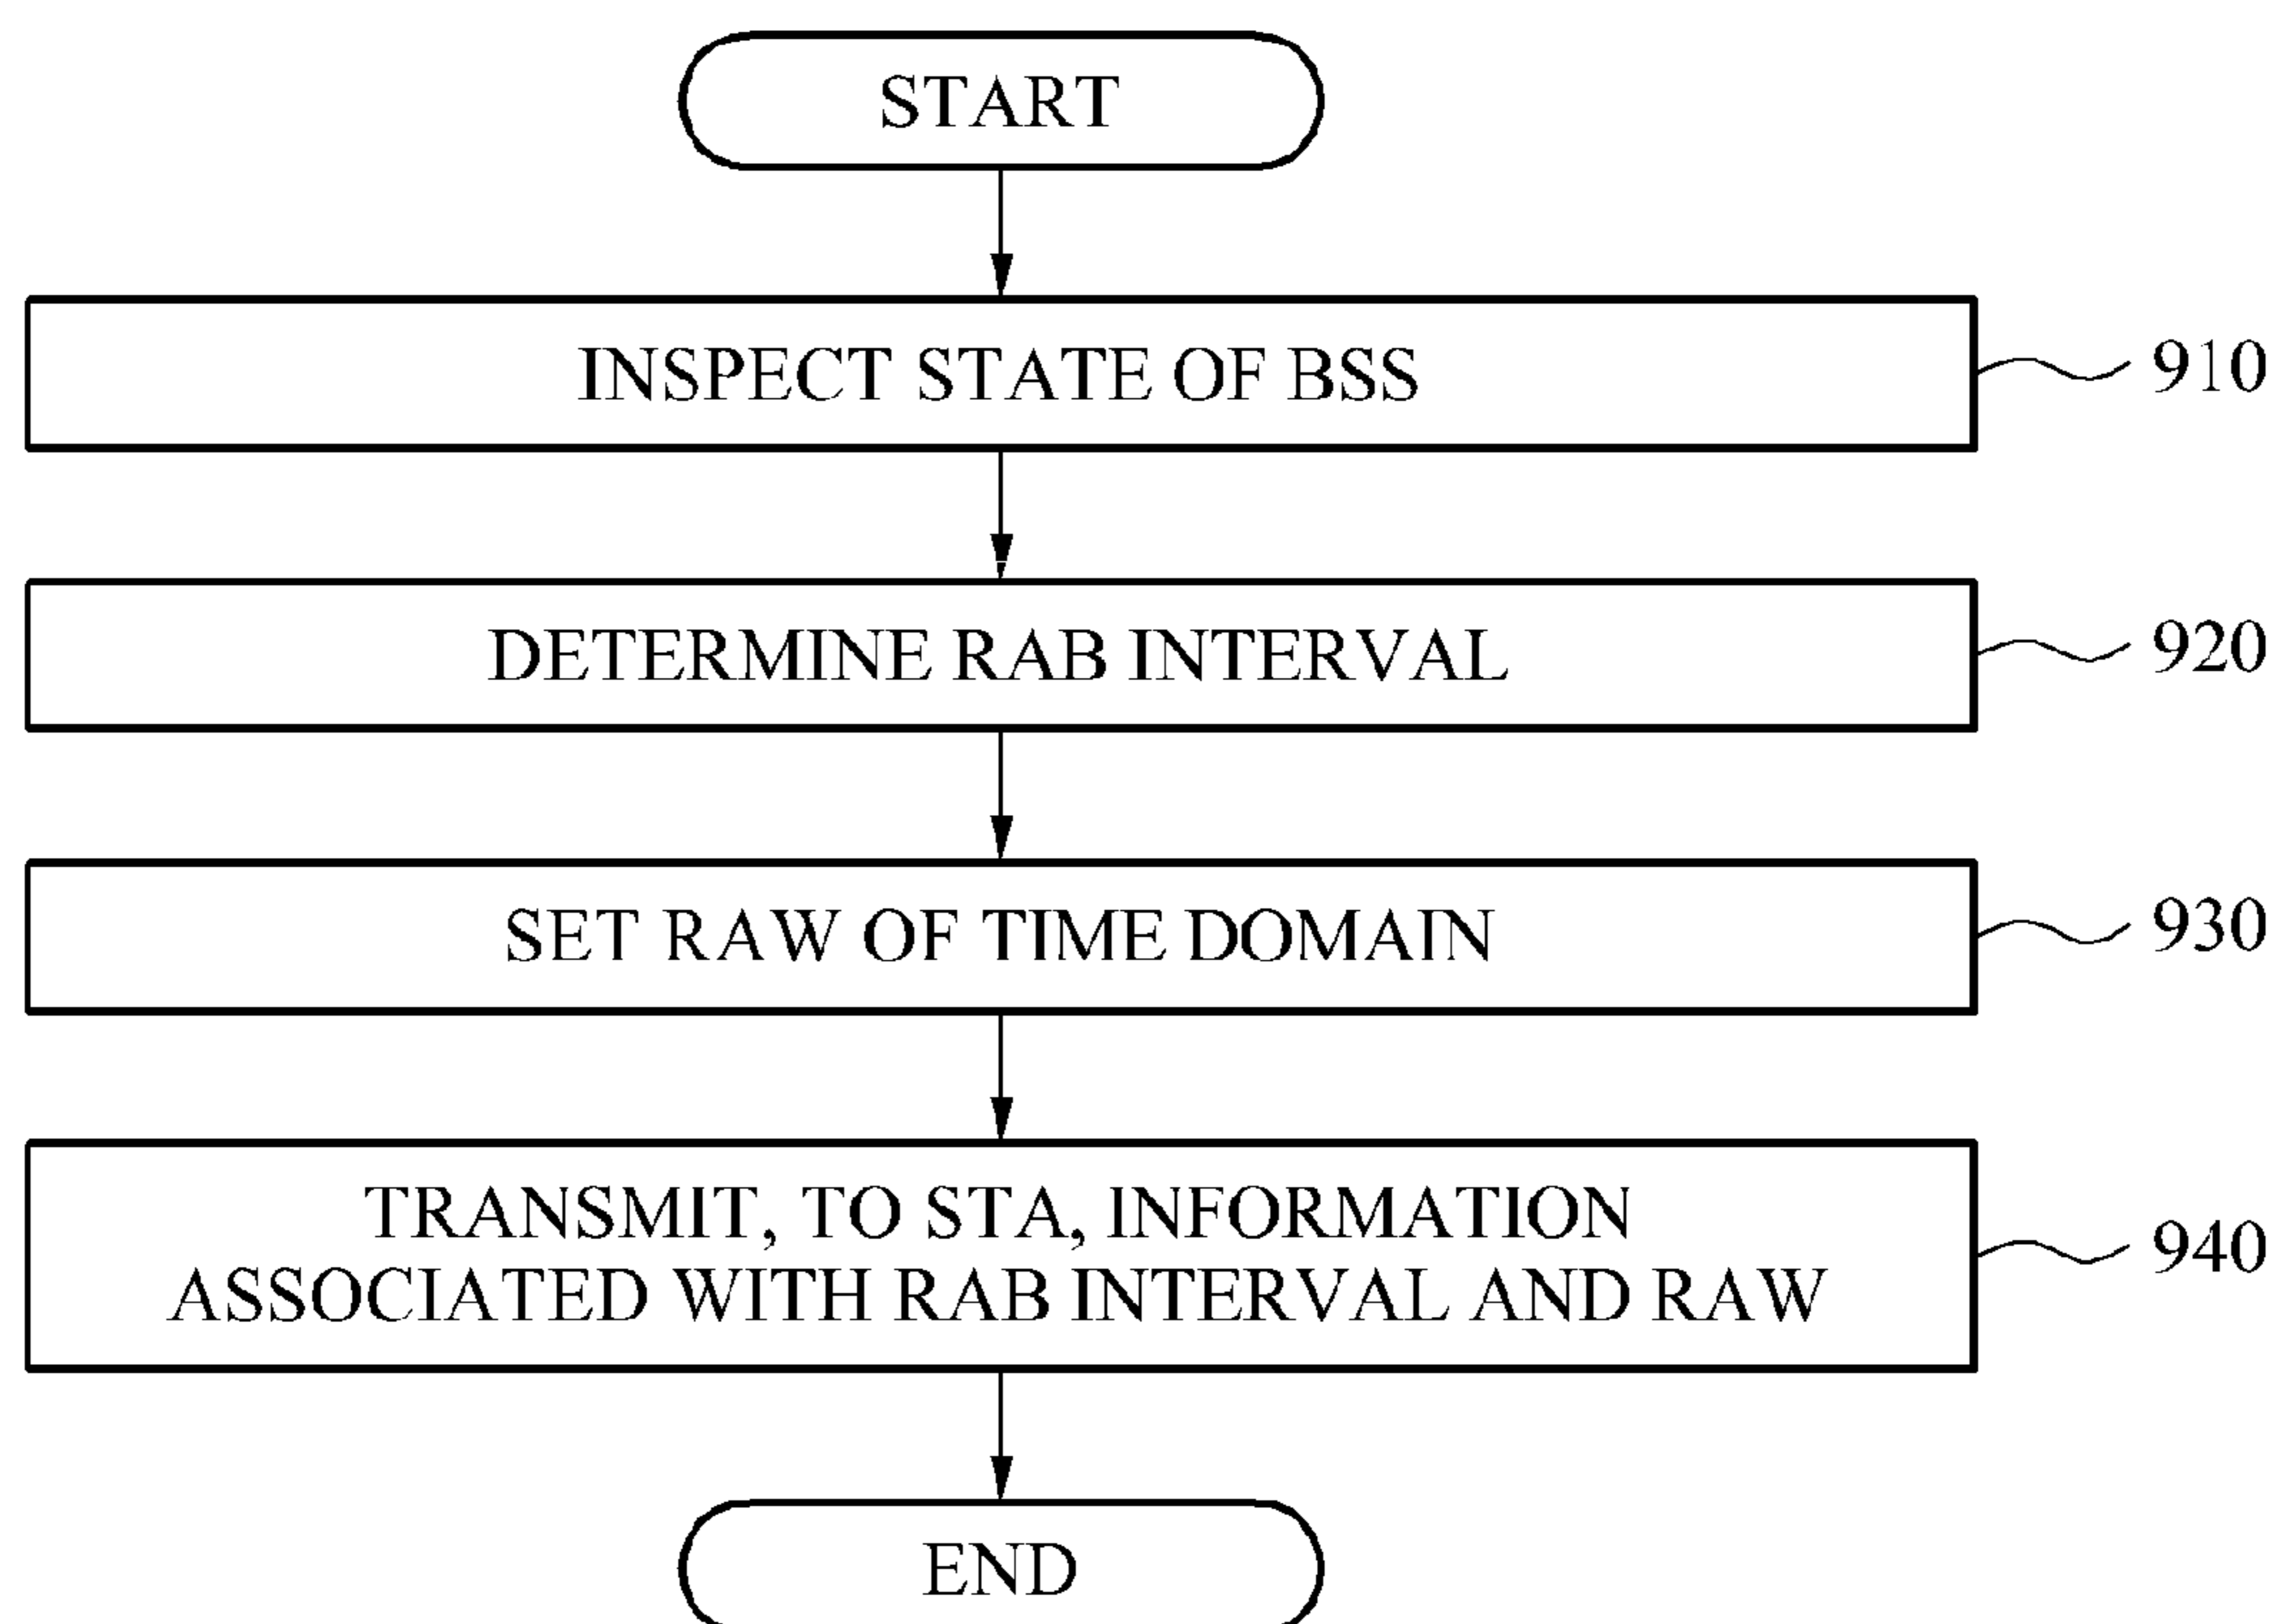 START
INSPECT STATE OF BSS
910
DETERMINE RAB INTERVAL
920
SET RAW OF TIME DOMAIN
930
TRANSMIT, TO STA, INFORMATION
ASSOCIATED WITH RAB INTERVAL AND RAW
940
END